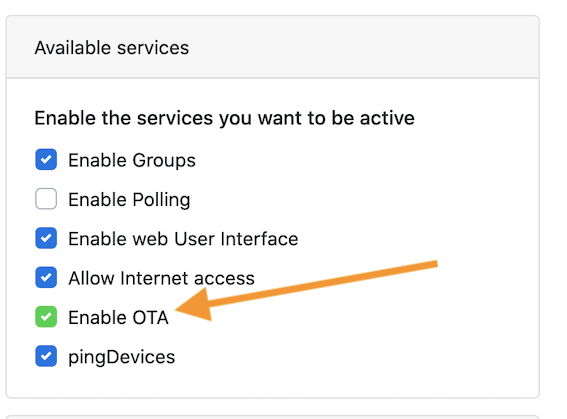 Available services
Enable the services you want to be active
Enable Groups
Enable Polling
Enable web User Interface
Allow Internet access
Enable OTA
pingDevices